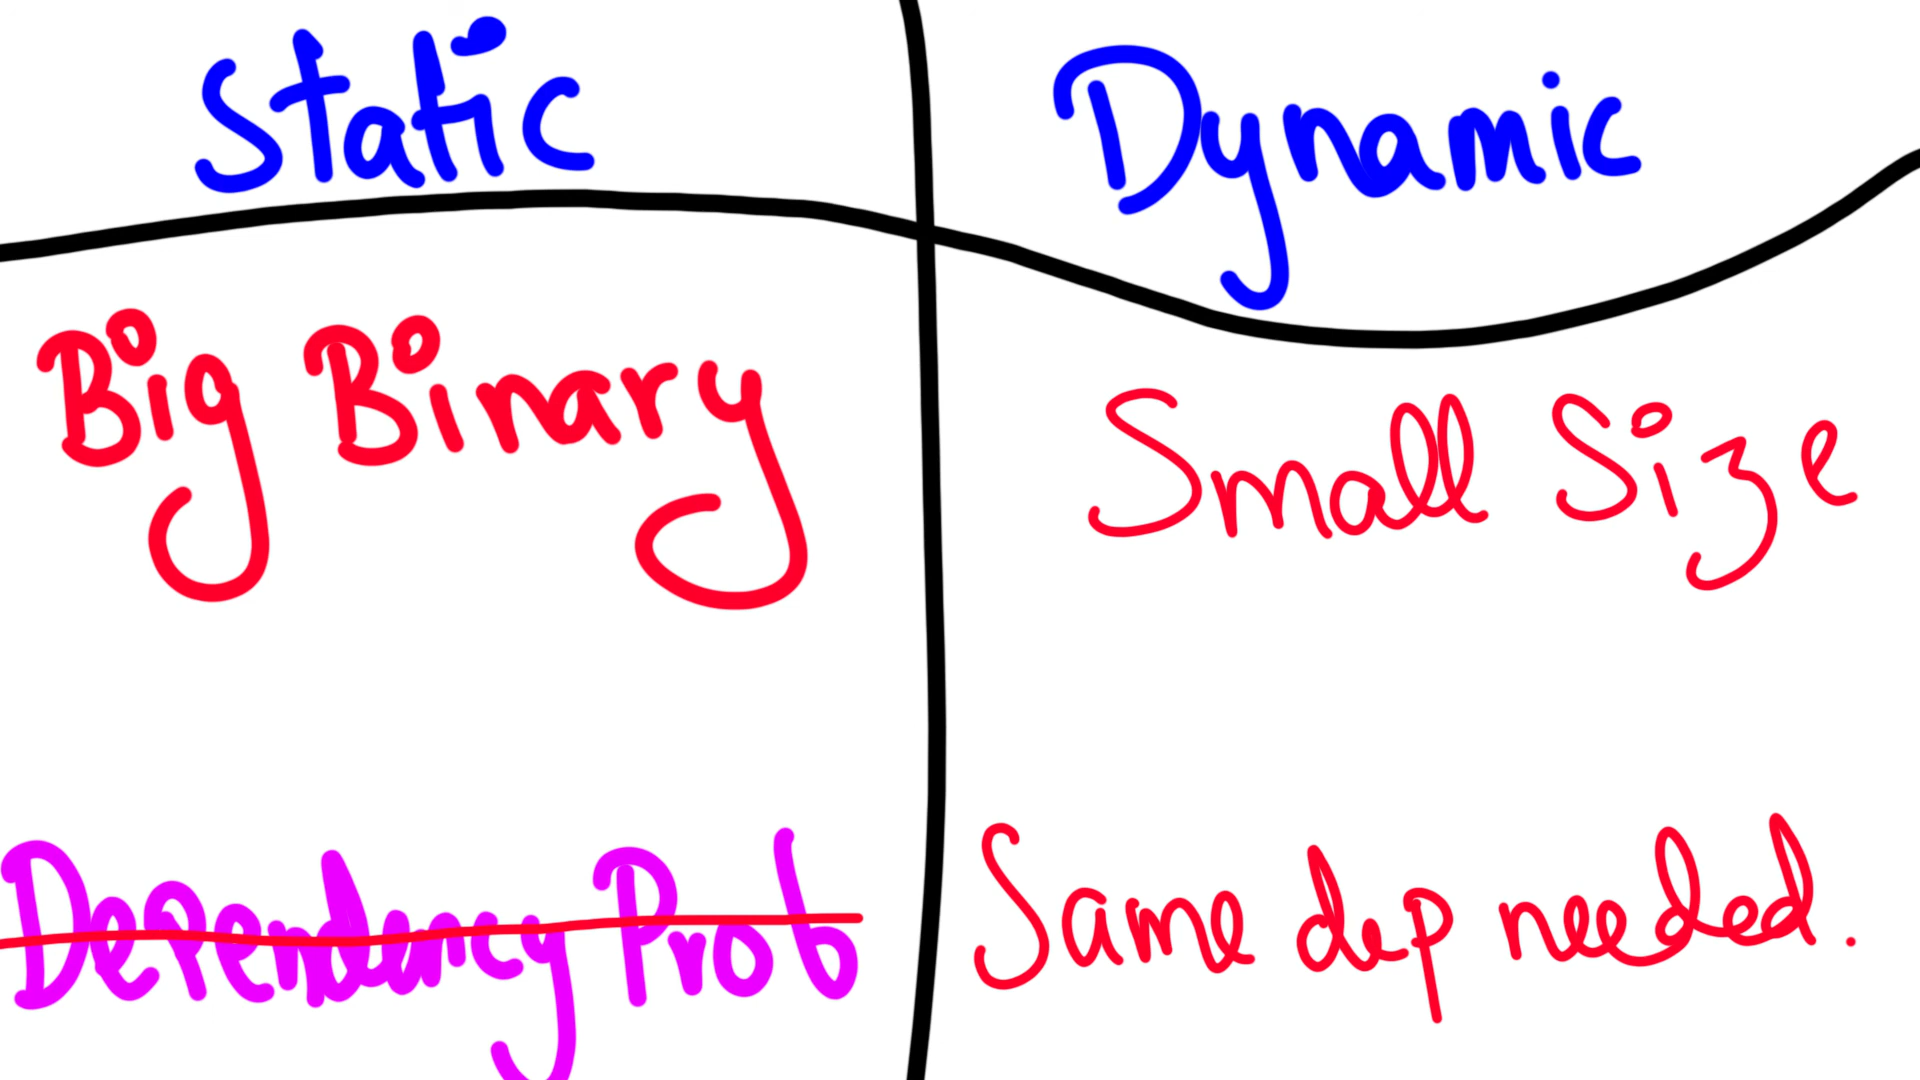 Static
Dynamic
Big Binary
Small Size
Dependency Prob
Same dep needed.